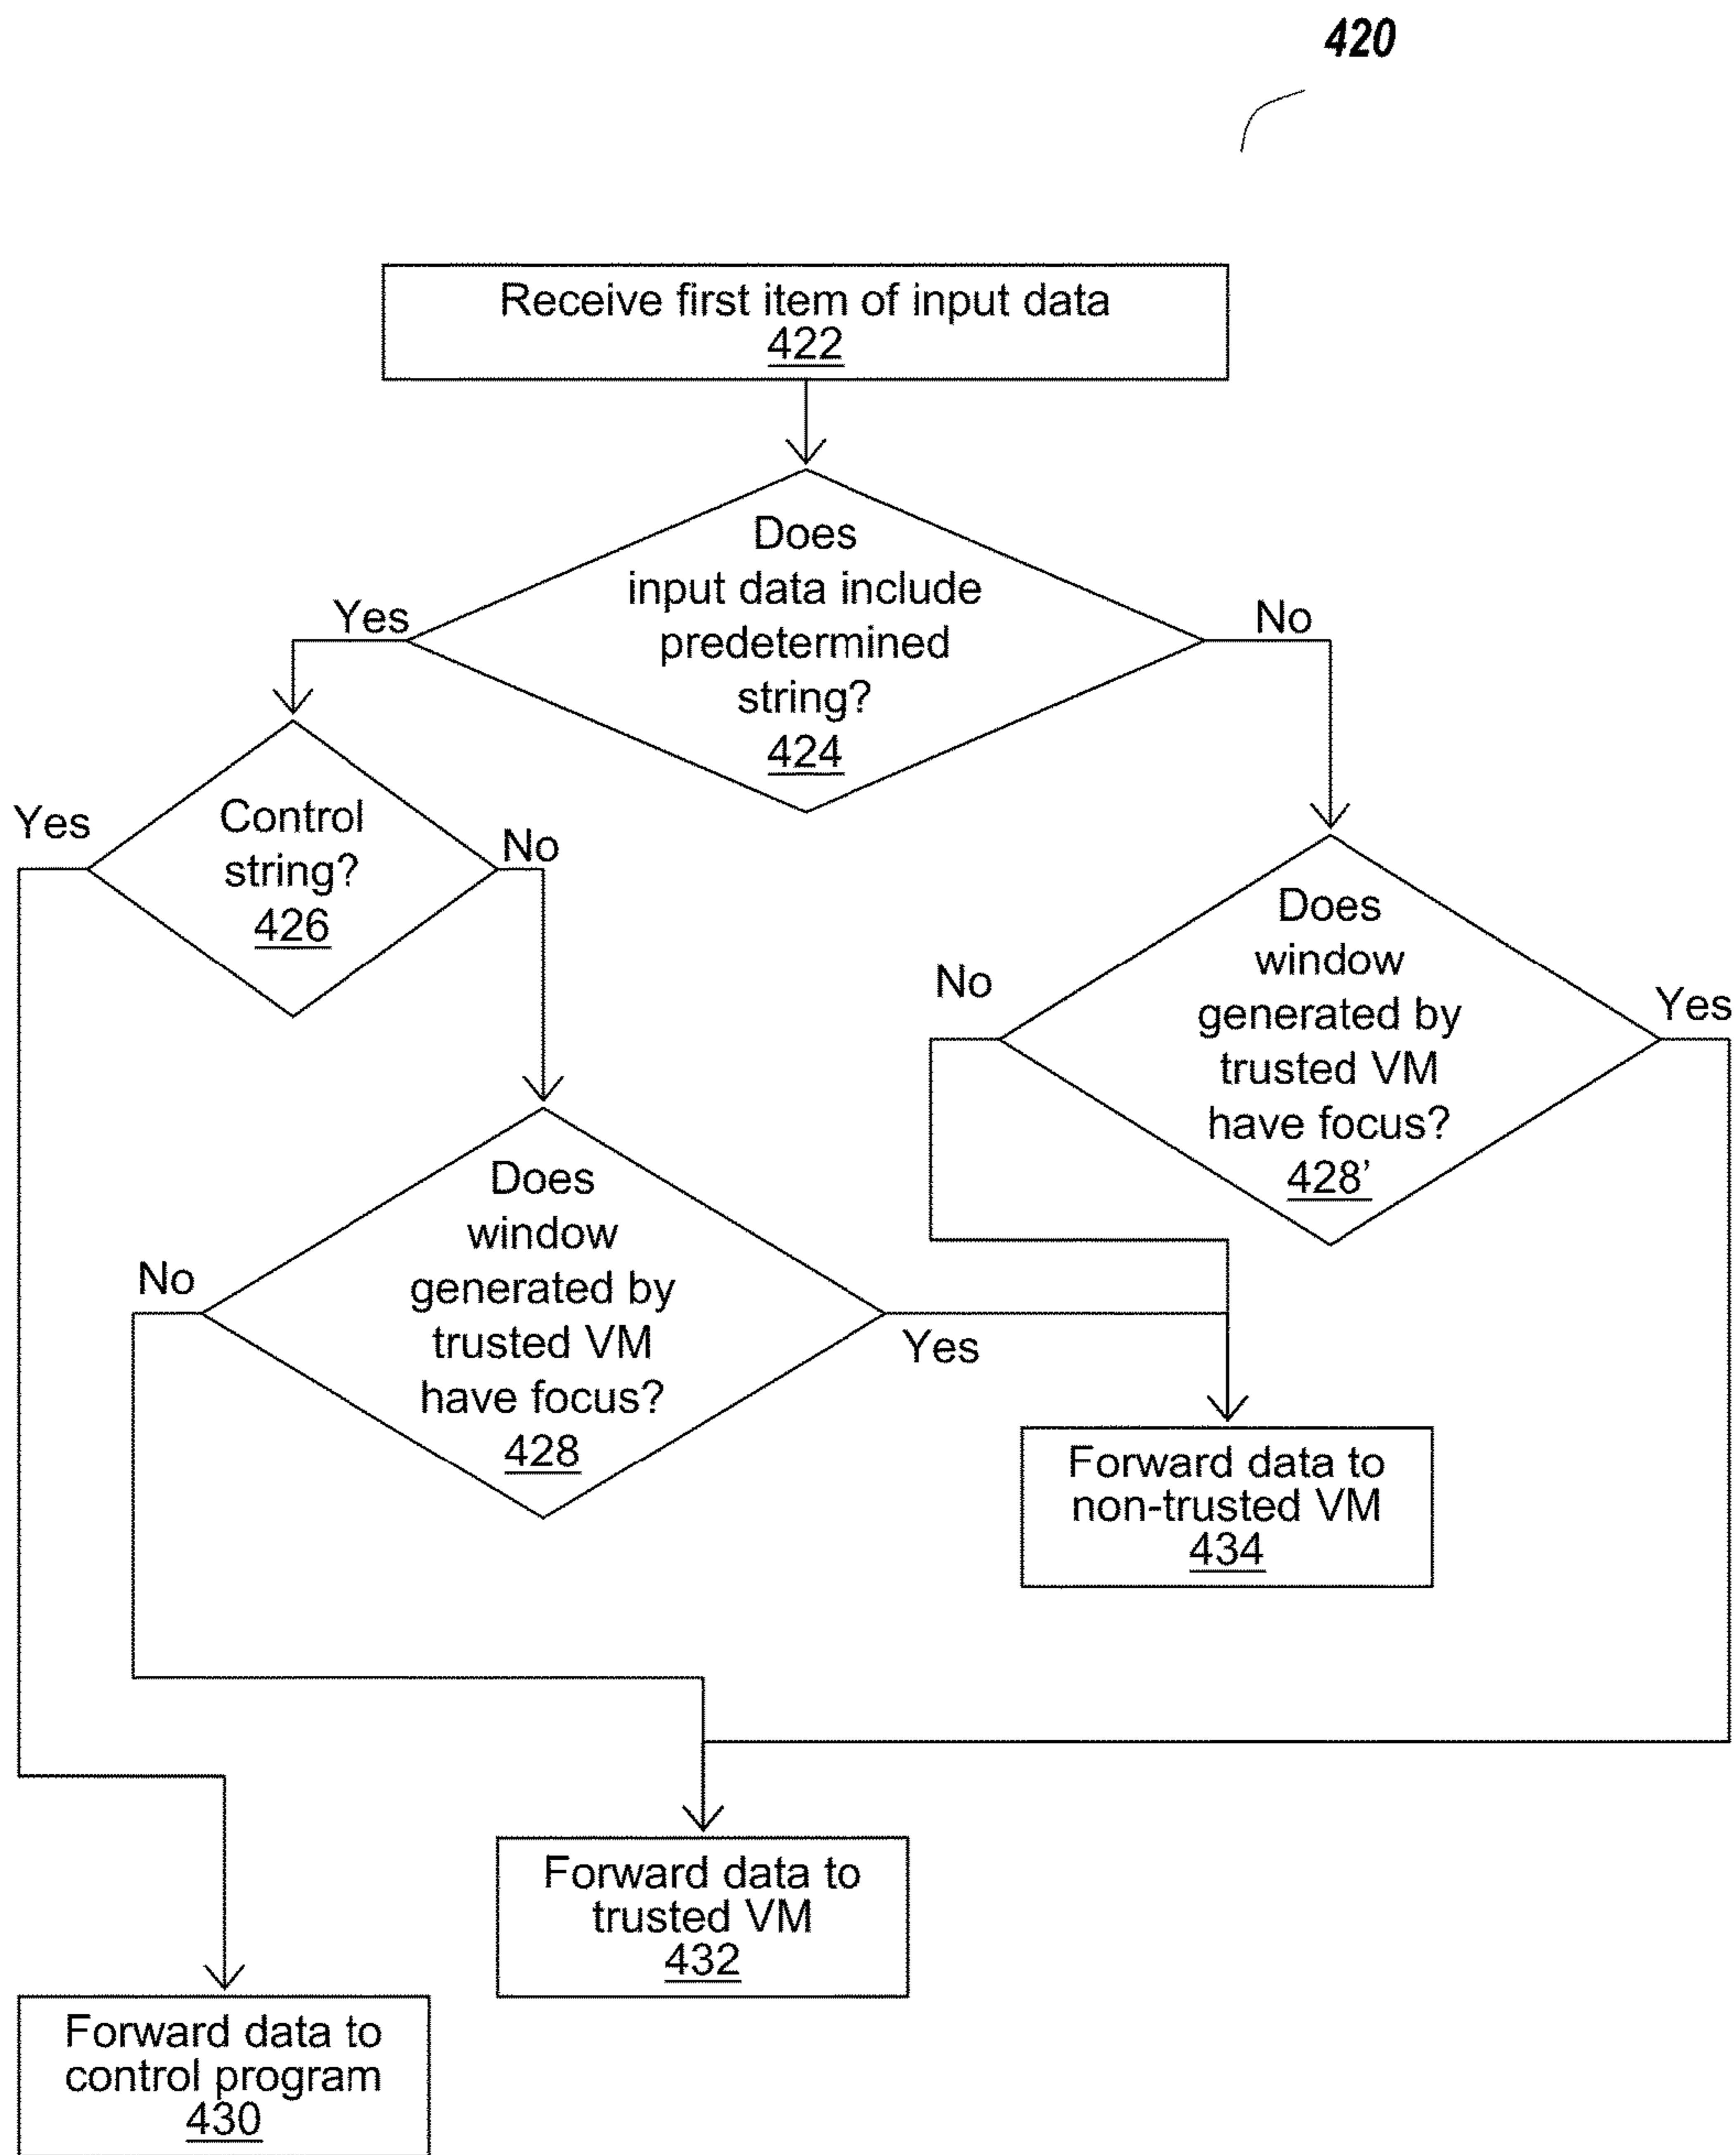 420
Receive first item of input data
422
Does
input data include
predetermined
string?
424
Yes
No
Control
string?
426
Yes
No
Does
window
generated by
trusted VM
have focus?
428'
No
Yes
Does
window
generated by
trusted VM
have focus?
428
No
Yes
Forward data to
non-trusted VM
434
Forward data to
trusted VM
432
Forward data to
control program
430